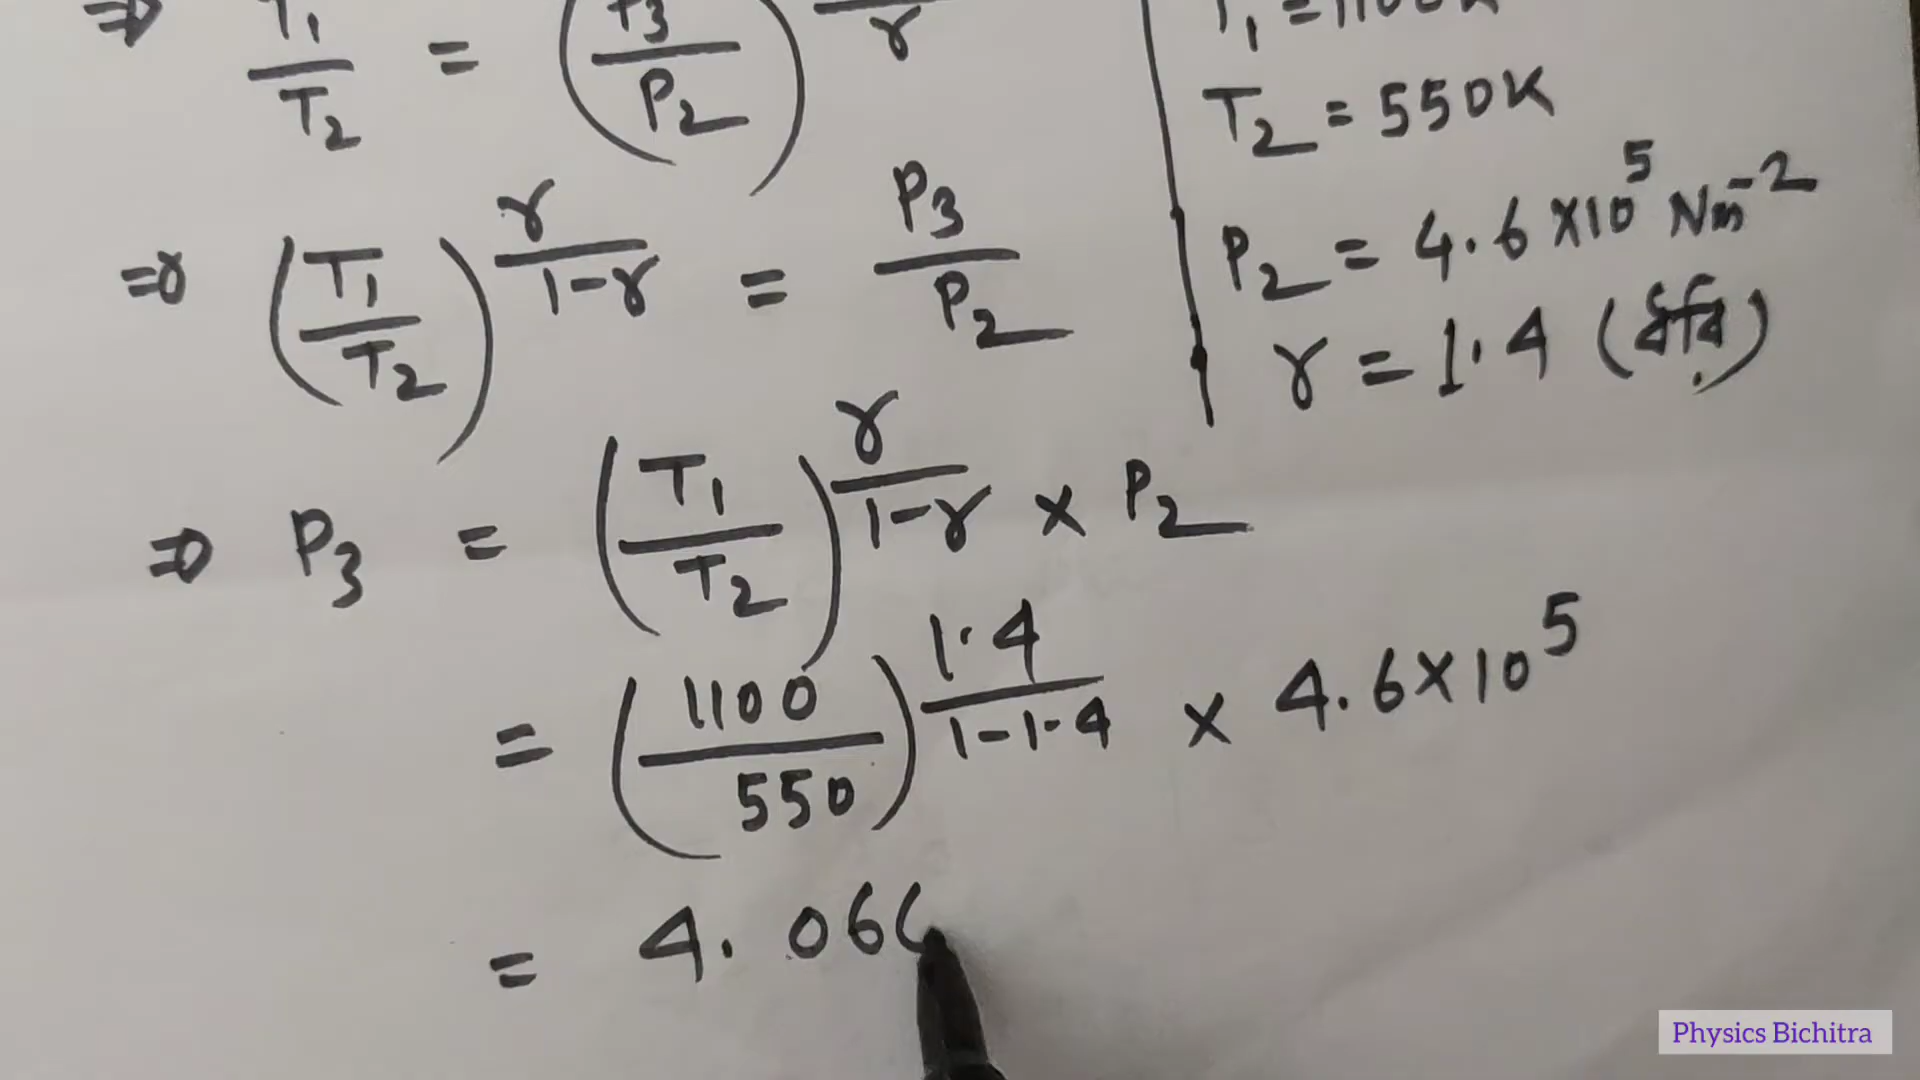 ⇒ T₁/T₂ = (P₃/P₂)
T₂ = 550K
⇒ (T₁/T₂)^(γ/(1-γ)) = P₃/P₂
P₂ = 4.6×10⁵ Nm⁻²
γ = 1.4
⇒ P₃ = (T₁/T₂)^(γ/(1-γ)) × P₂
= (1100/550)^(1.4/(1-1.4)) × 4.6×10⁵
= 4.06
Physics Bichitra